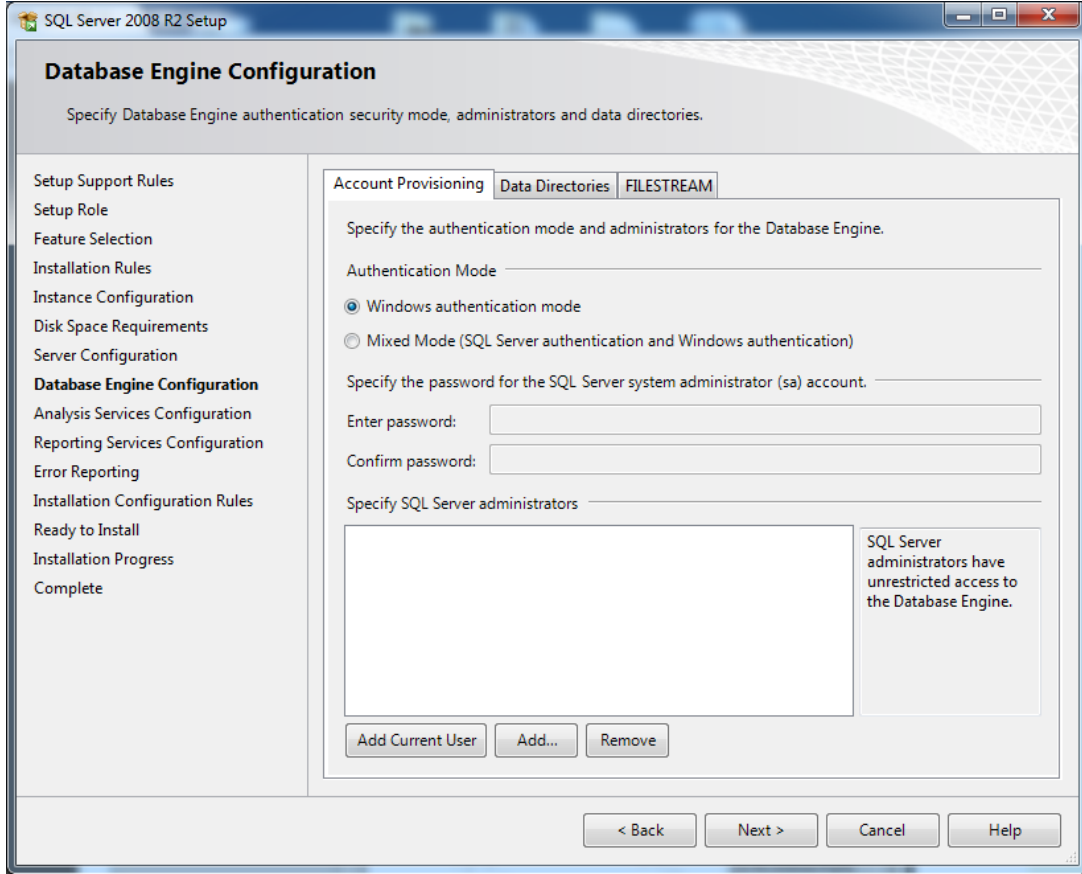 SQL Server 2008 R2 Setup
Database Engine Configuration
Specify Database Engine authentication security mode, administrators and data directories.
Setup Support Rules
Setup Role
Feature Selection
Installation Rules
Instance Configuration
Disk Space Requirements
Server Configuration
Database Engine Configuration
Analysis Services Configuration
Reporting Services Configuration
Error Reporting
Installation Configuration Rules
Ready to Install
Installation Progress
Complete
Account Provisioning Data Directories FILESTREAM
Specify the authentication mode and administrators for the Database Engine.
Authentication Mode
Windows authentication mode
Mixed Mode (SQL Server authentication and Windows authentication)
Specify the password for the SQL Server system administrator (sa) account.
Enter password:
Confirm password:
Specify SQL Server administrators
SQL Server
administrators have
unrestricted access to
the Database Engine.
Add Current User Add... Remove
< Back Next > Cancel Help